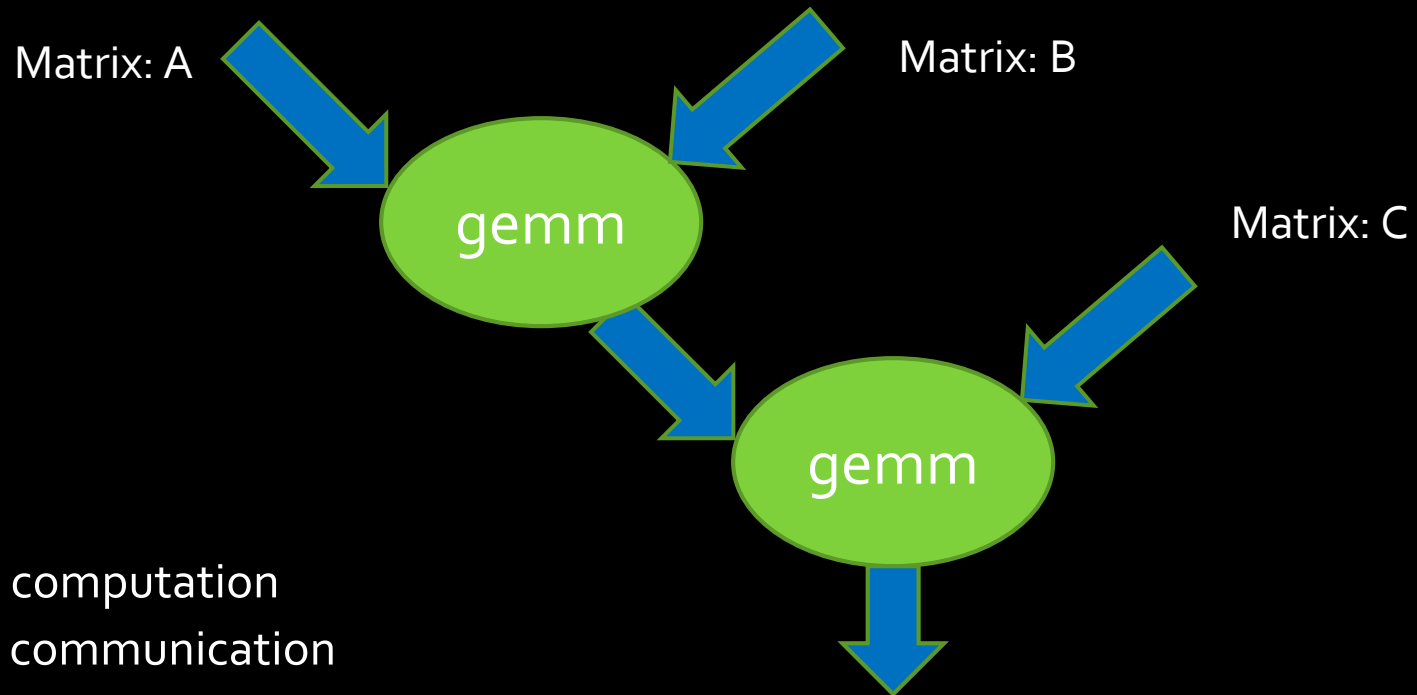 Matrix: A
Matrix: B
gemm
Matrix: C
gemm
computation
communication